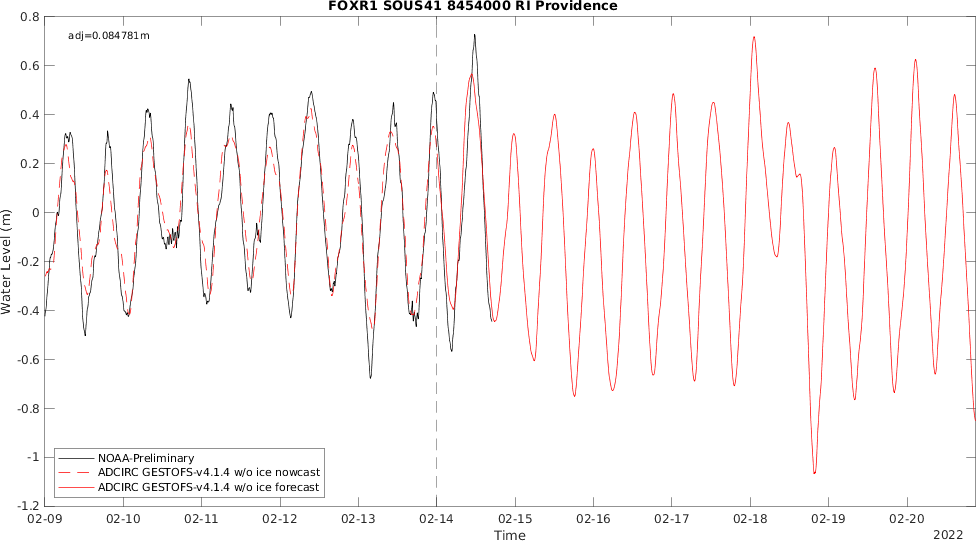 FOXR1 SOUS41 8454000 RI Providence
adj=0.084781m
0.8
0.6
0.4
0.2
0
-0.2
-0.4
-0.6
-0.8
-1
-1.2
Water Level (m)
NOAA-Preliminary
ADCIRC GESTOFS-v4.1.4 w/o ice nowcast
ADCIRC GESTOFS-v4.1.4 w/o ice forecast
02-09 02-10 02-11 02-12 02-13 02-14 02-15 02-16 02-17 02-18 02-19 02-20
Time
2022